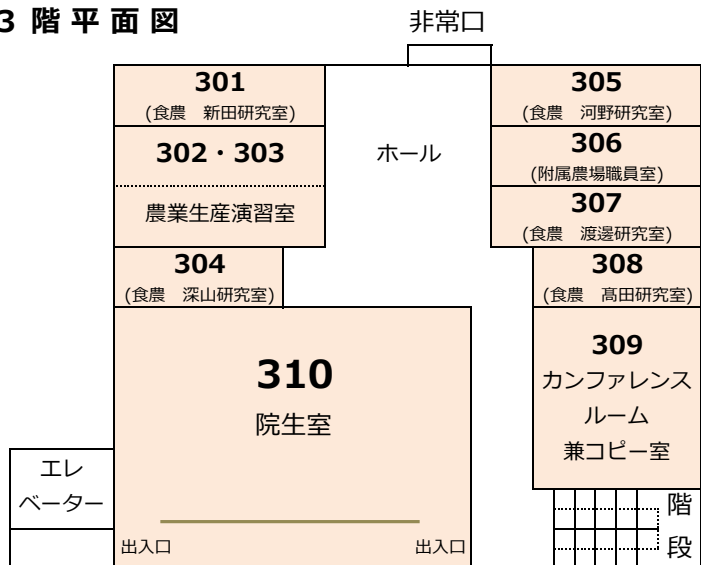 3 階 平 面 図
非常口
301
(食農 新田研究室)
302・303
農業生産演習室
304
(食農 深山研究室)
ホール
305
(食農 河野研究室)
306
(附属農場職員室)
307
(食農 渡邊研究室)
308
(食農 髙田研究室)
309
カンファレンス
ルーム
兼コピー室
310
院生室
エレ
ベーター
出入口
出入口
階
段